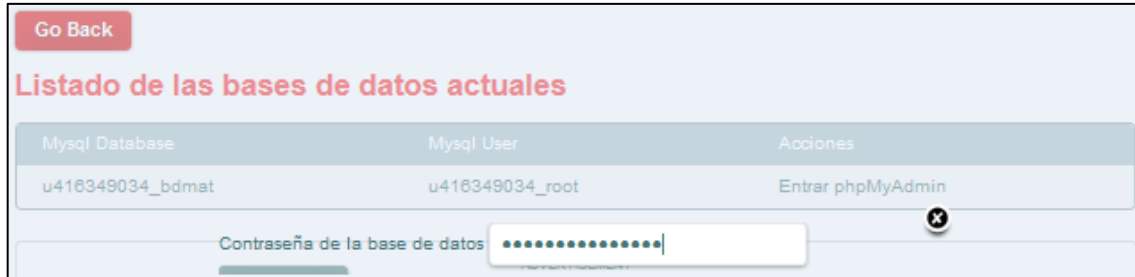 Go Back
Listado de las bases de datos actuales
Mysql Database Mysql User Acciones
u416349034_bdmat u416349034_root Entrar phpMyAdmin
Contraseña de la base de datos •••••••••••••••
ADVERTISEMENT